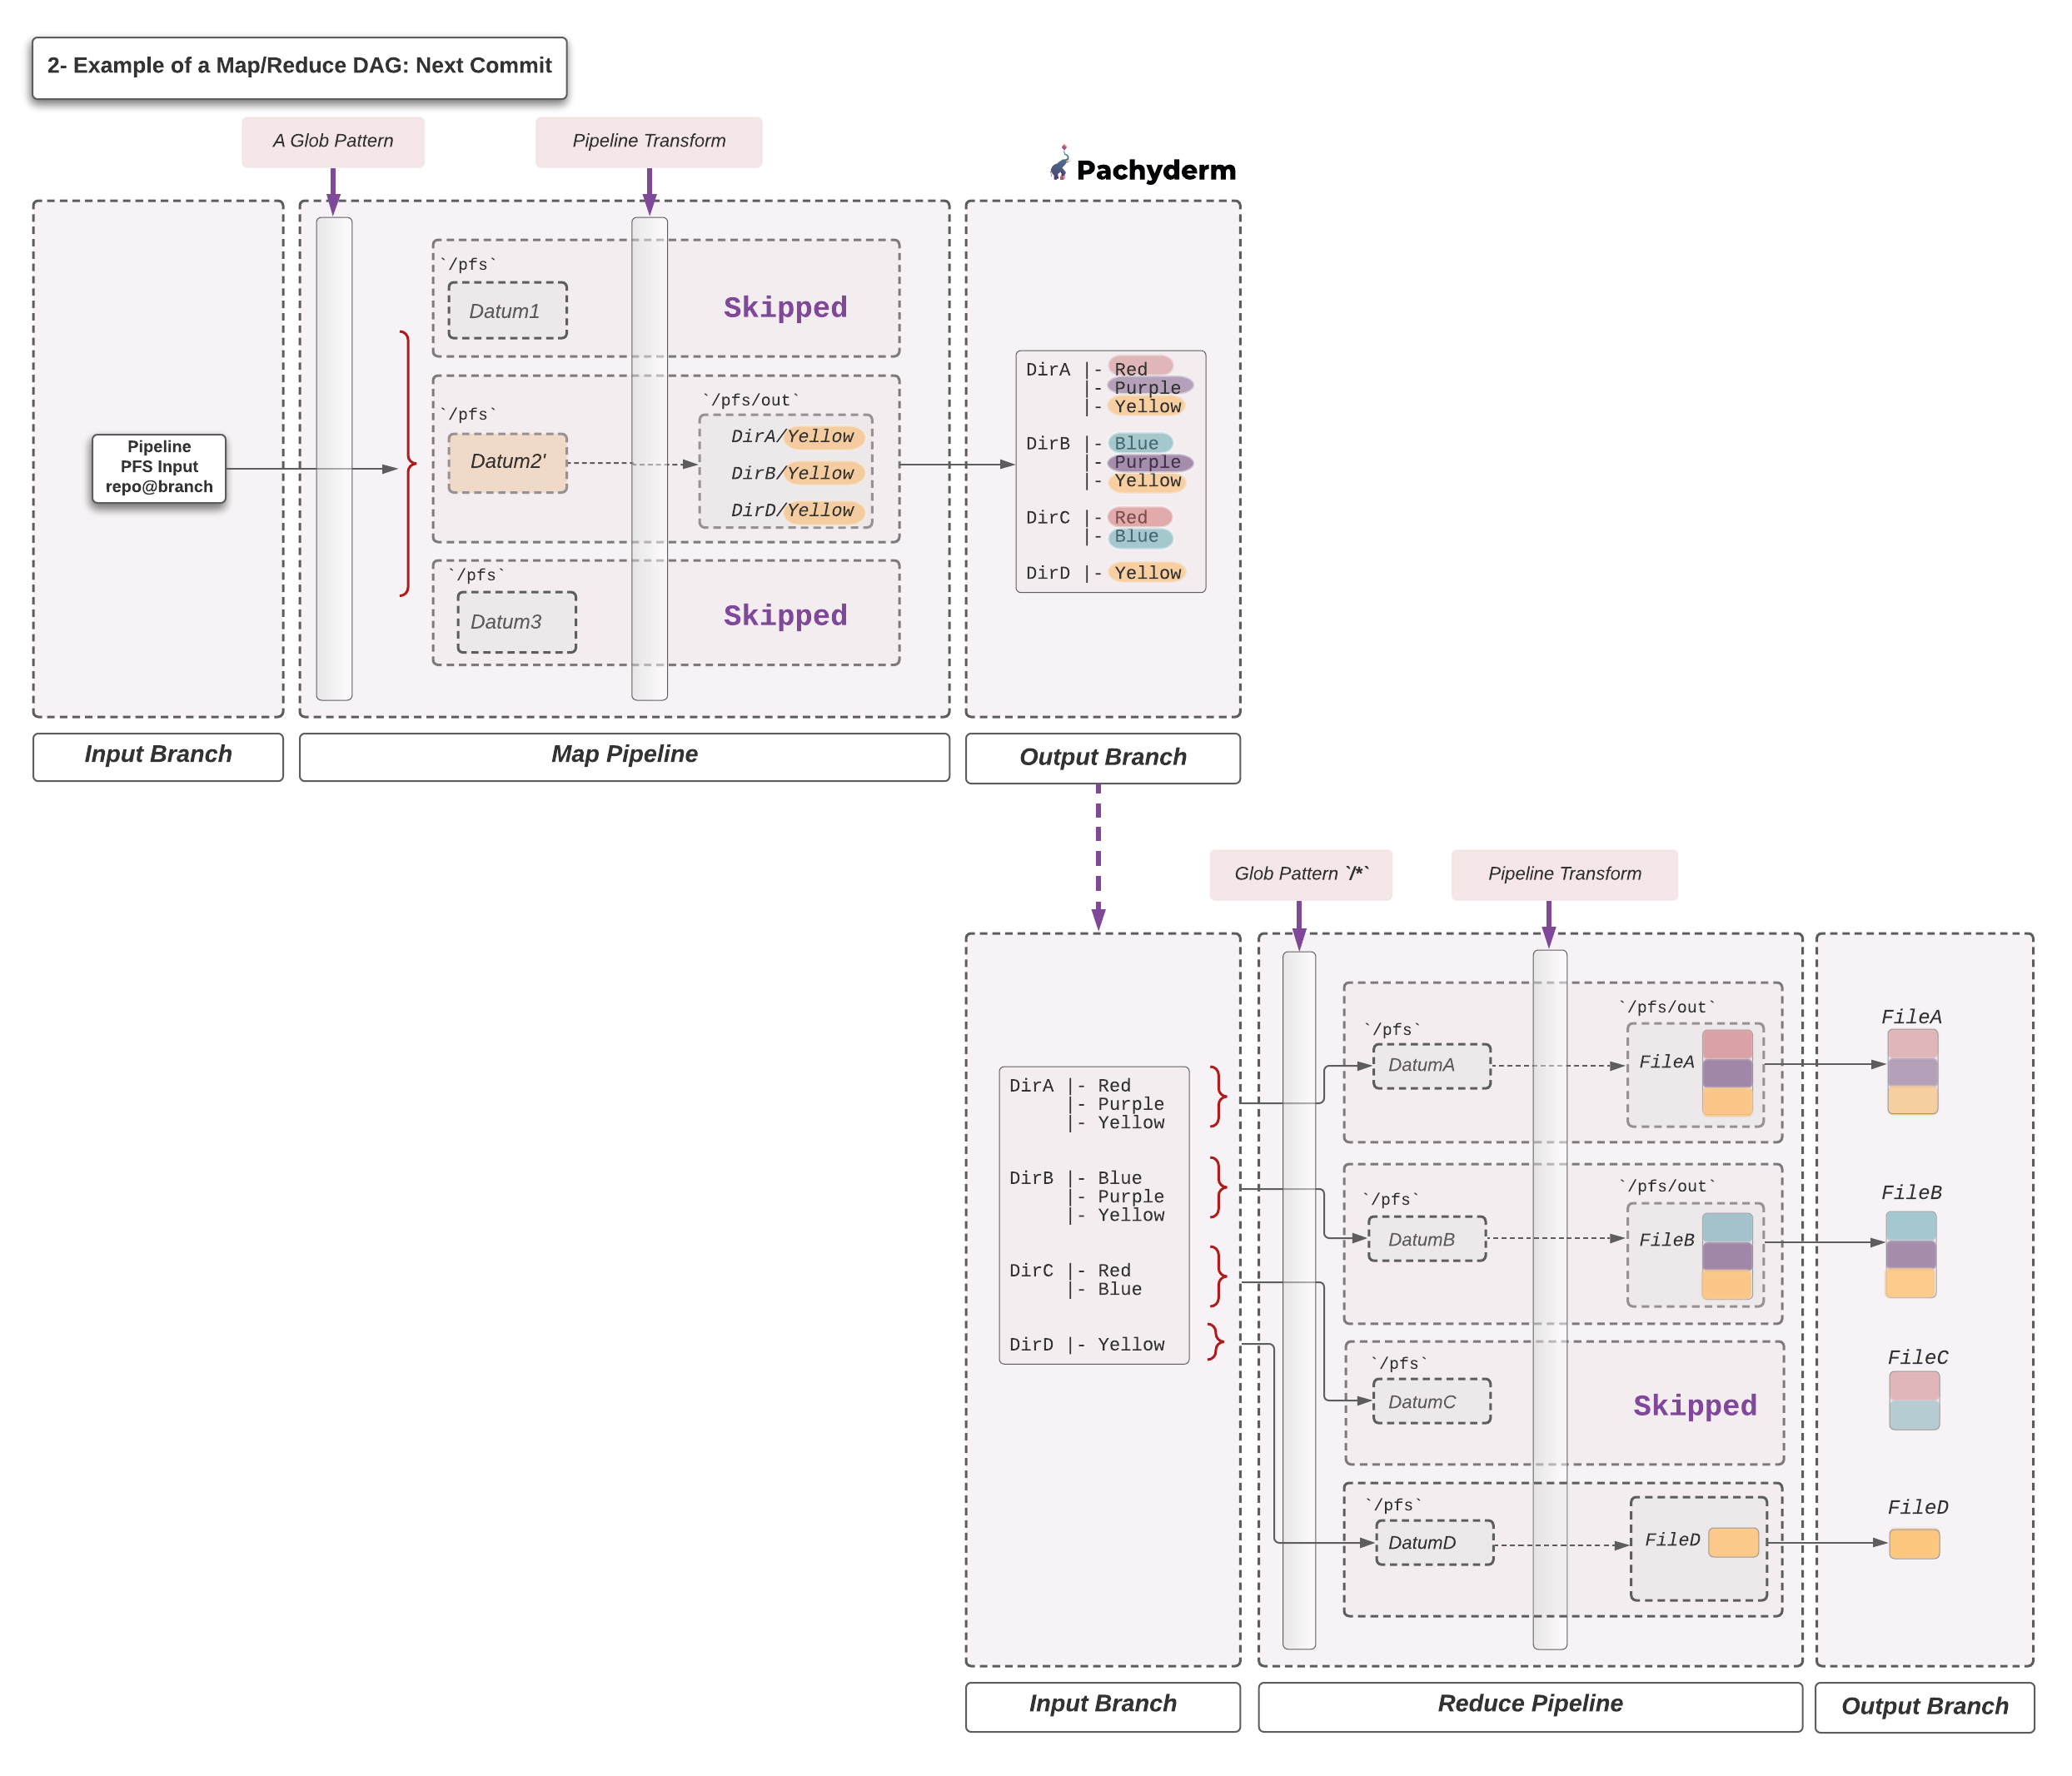 2- Example of a Map/Reduce DAG: Next Commit
A Glob Pattern
Pipeline Transform
Pachyderm
Pipeline
PFS Input
repo@branch
`/pfs`
Datum1
Skipped
`/pfs`
Datum2'
`/pfs/out`
DirA/Yellow
DirB/Yellow
DirD/Yellow
`/pfs`
Datum3
Skipped
DirA |- Red
|- Purple
|- Yellow
DirB |- Blue
|- Purple
|- Yellow
DirC |- Red
|- Blue
DirD |- Yellow
Input Branch
Map Pipeline
Output Branch
Glob Pattern `/*`
Pipeline Transform
DirA |- Red
|- Purple
|- Yellow
DirB |- Blue
|- Purple
|- Yellow
DirC |- Red
|- Blue
DirD |- Yellow
`/pfs`
DatumA
`/pfs/out`
FileA
FileA
`/pfs`
DatumB
`/pfs/out`
FileB
FileB
`/pfs`
DatumC
Skipped
FileC
`/pfs`
DatumD
FileD
FileD
Input Branch
Reduce Pipeline
Output Branch